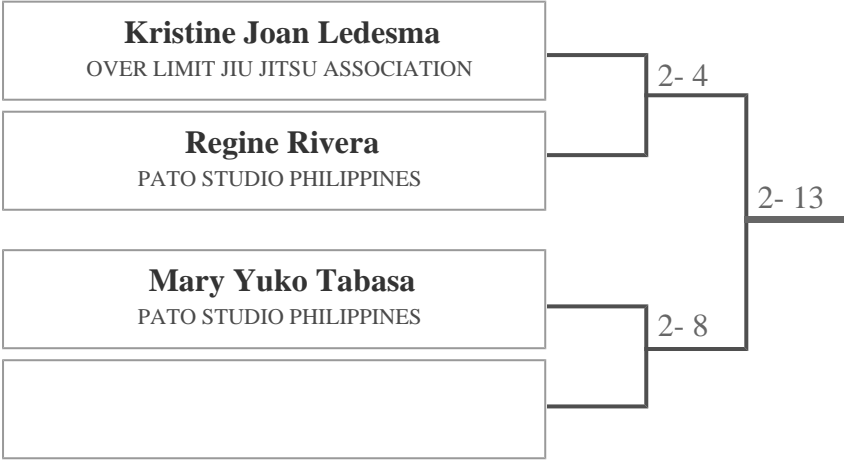 Kristine Joan Ledesma
OVER LIMIT JIU JITSU ASSOCIATION
2- 4
Regine Rivera
PATO STUDIO PHILIPPINES
2- 13
Mary Yuko Tabasa
PATO STUDIO PHILIPPINES
2- 8